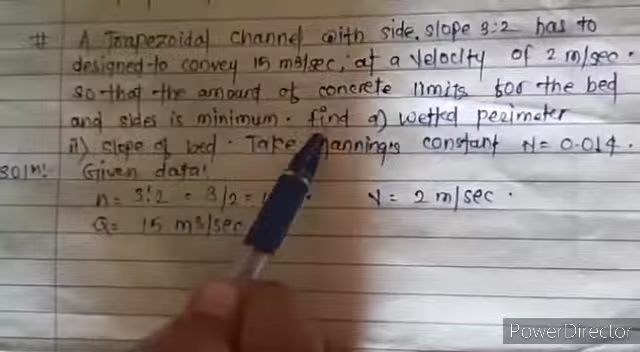 # A Trapezoidal channel with side slope 3:2 has to
designed to convey 15 m3/sec, at a velocity of 2 m/sec.
so that the amount of concrete limits for the bed
and sides is minimum. find a) wetted perimeter
ii) slope of bed. Take manning's constant N = 0.014.
Soln: Given data:
n = 3:2 = 3/2 = V = 2 m/sec.
Q = 15 m3/sec
PowerDirector